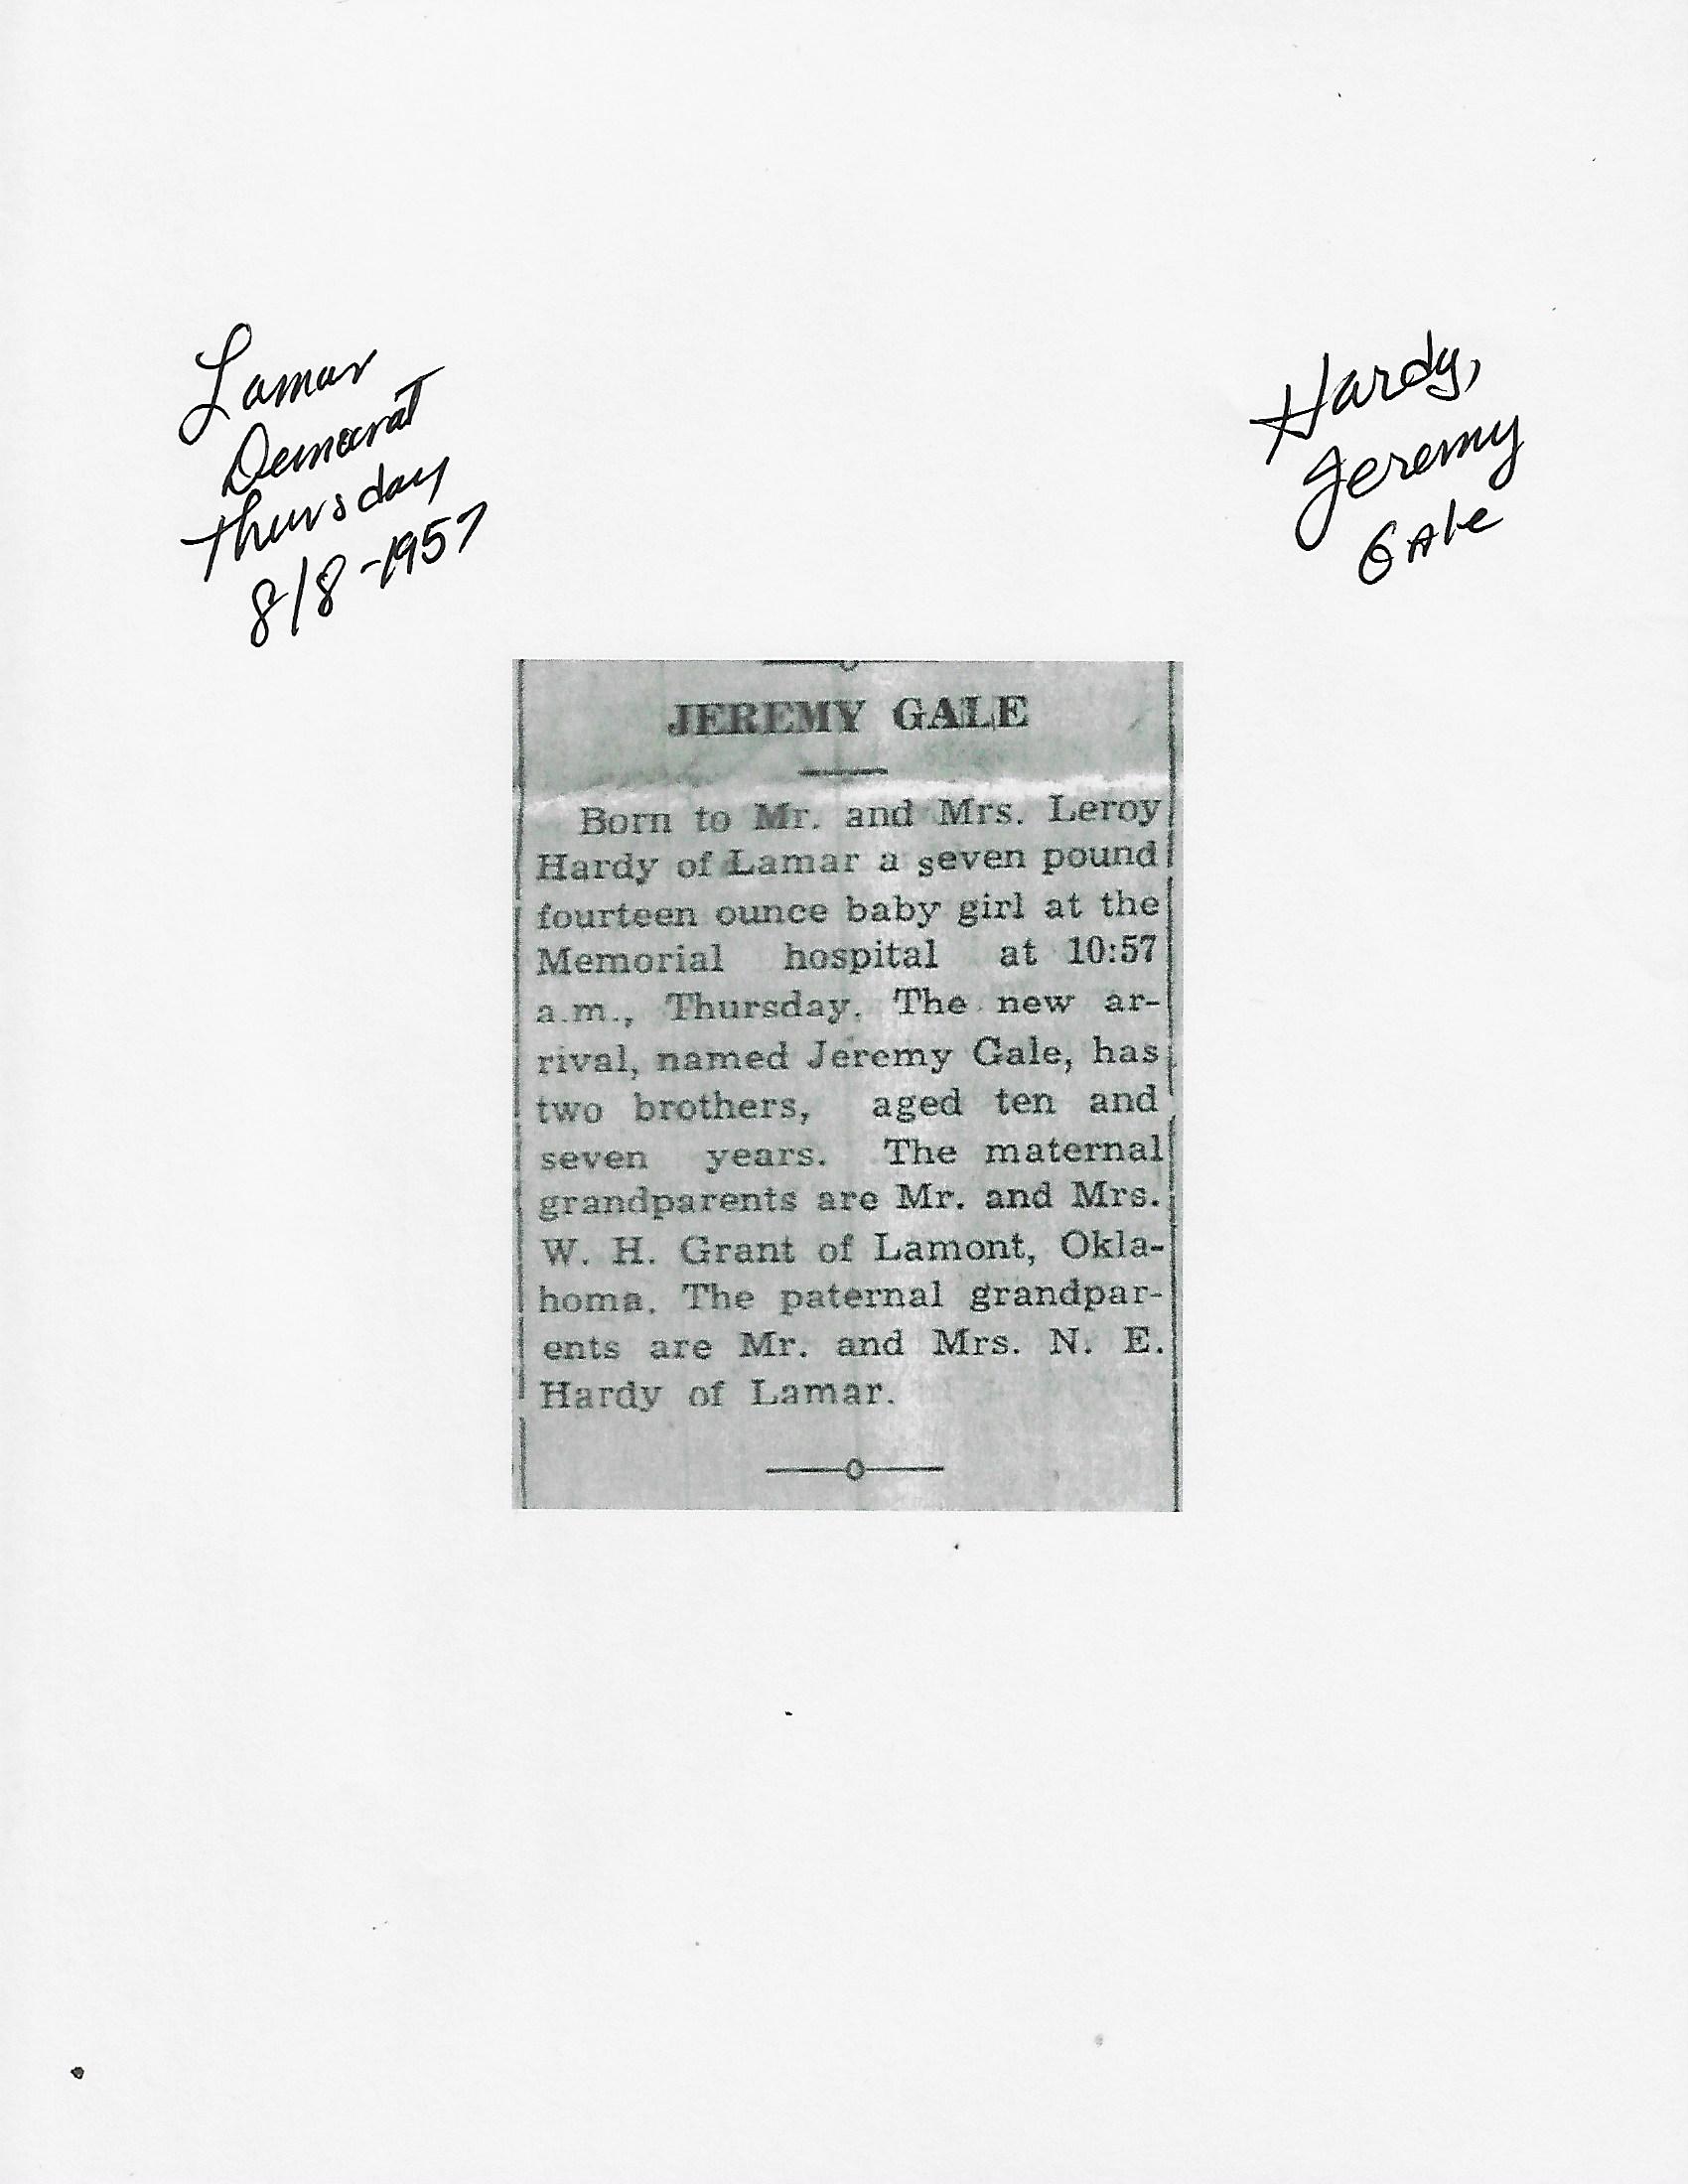 Lamar
Democrat
Thursday
8/8-1957
Hardy,
Jeremy
Gale
JEREMY GALE
Born to Mr. and Mrs. Leroy
Hardy of Lamar a seven pound
fourteen ounce baby girl at the
Memorial hospital at 10:57
a.m., Thursday. The new ar-
rival, named Jeremy Gale, has
two brothers, aged ten and
seven years. The maternal
grandparents are Mr. and Mrs.
W. H. Grant of Lamont, Okla-
homa. The paternal grandpar-
ents are Mr. and Mrs. N. E.
Hardy of Lamar.